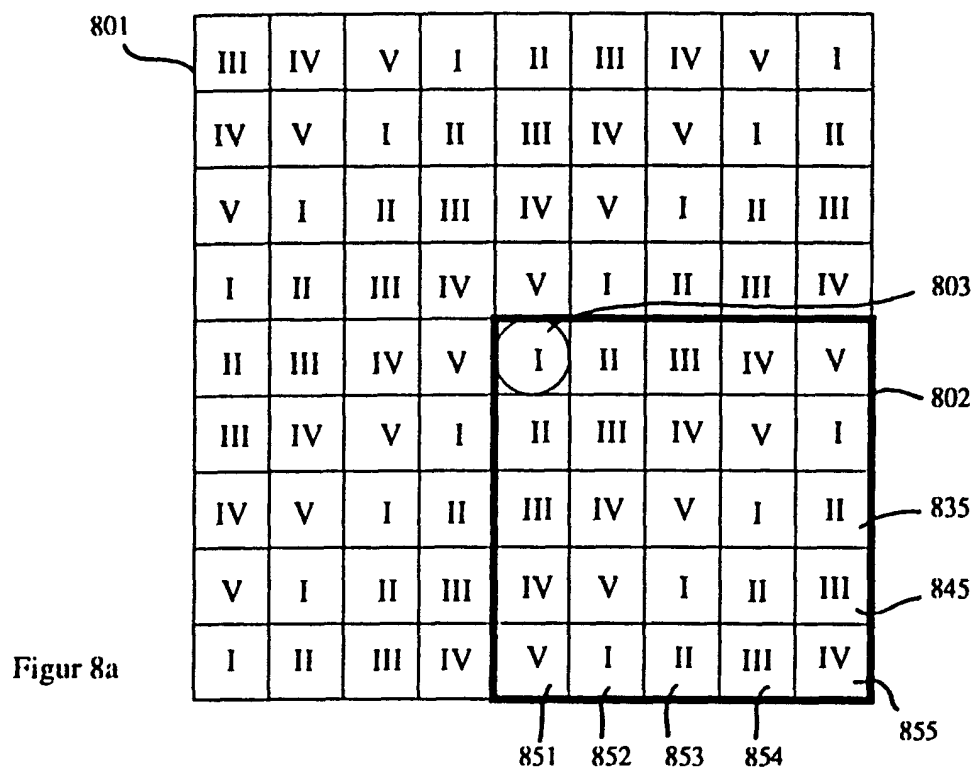 801
III IV V I II III IV V I
IV V I II III IV V I II
V I II III IV V I II III
I II III IV V I II III IV
803
II III IV V I II III IV V
802
III IV V I II III IV V I
IV V I II III IV V I II
835
V I II III IV V I II III
845
I II III IV V I II III IV
Figur 8a
855
851 852 853 854